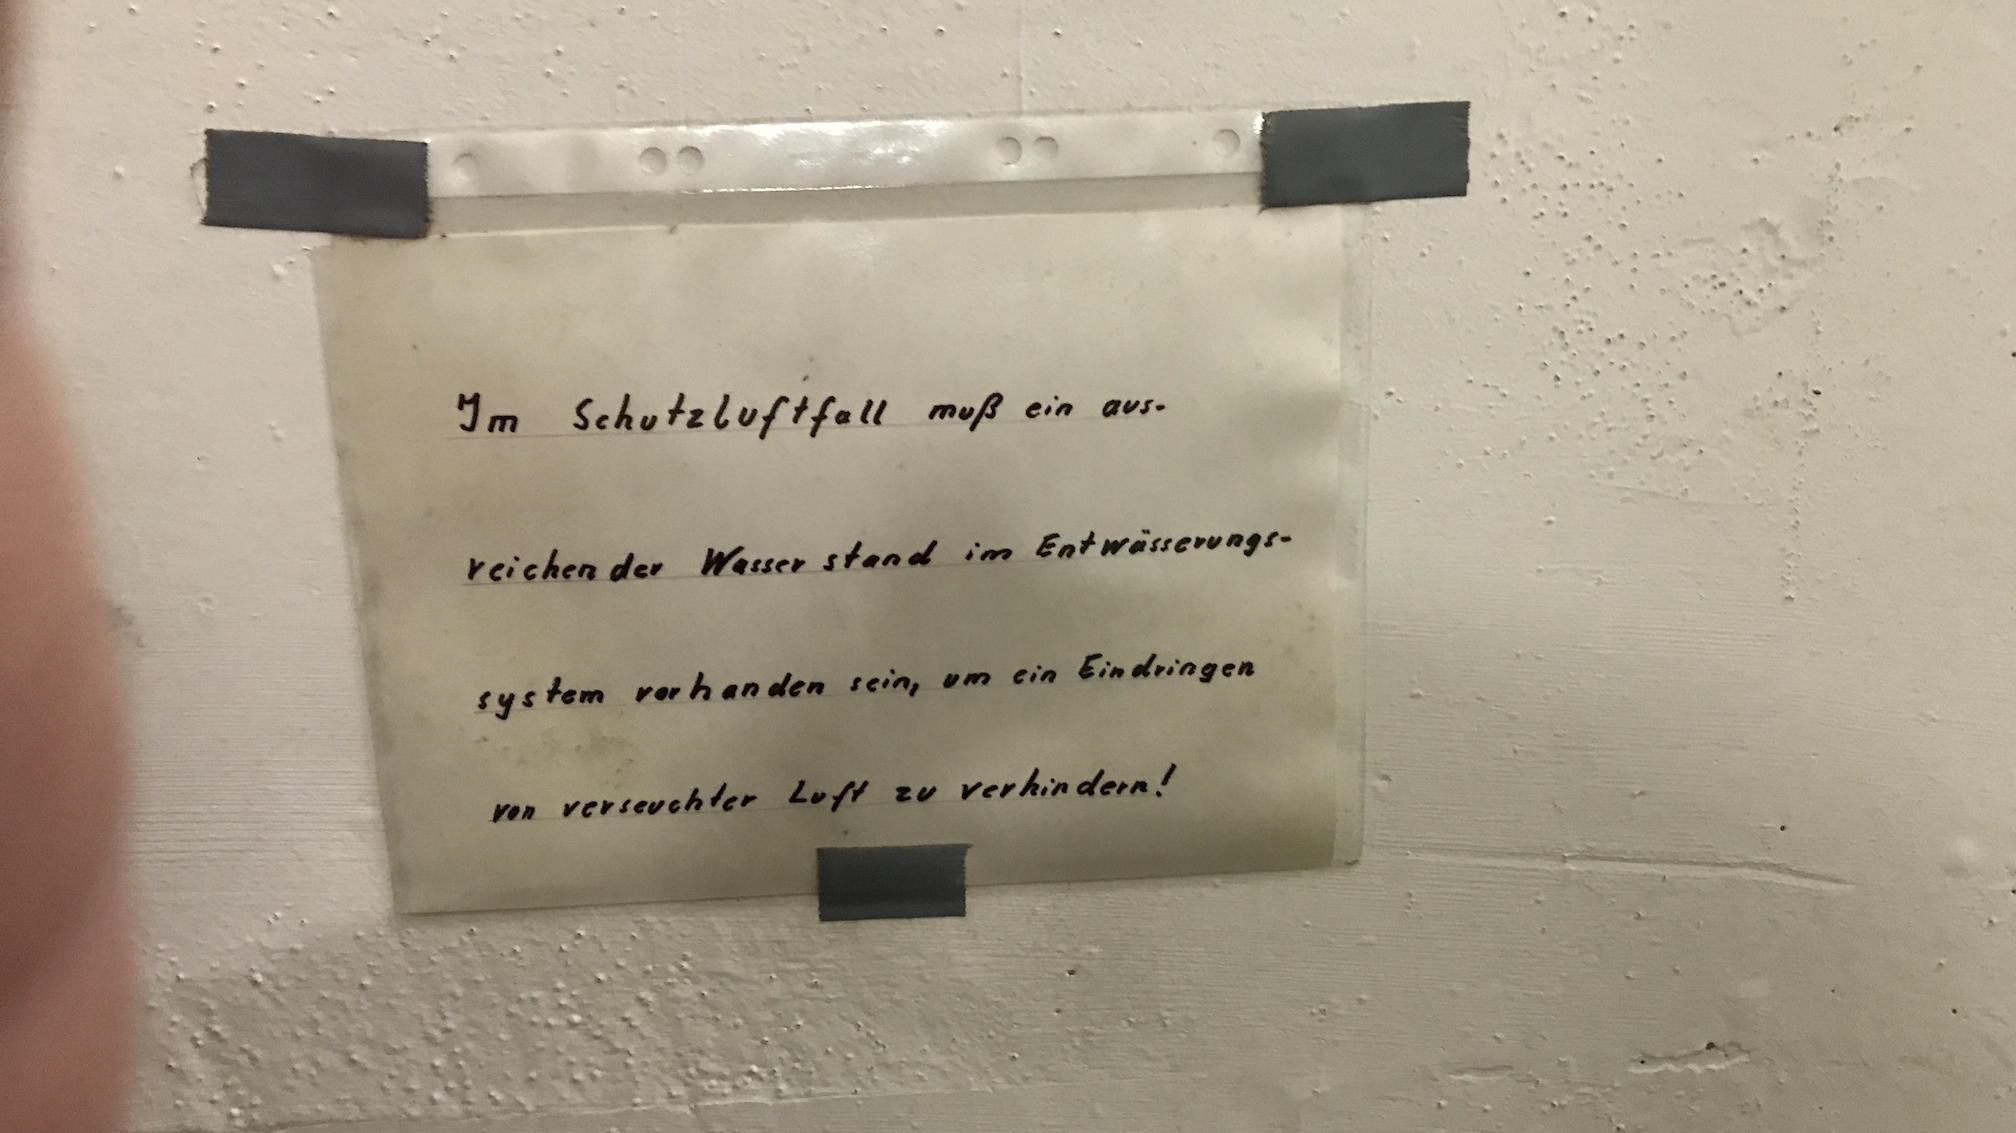 Im Schutzluftfall muß ein aus-
reichender Wasserstand im Entwässerungs-
system vorhanden sein, um ein Eindringen
von verseuchter Luft zu verhindern!